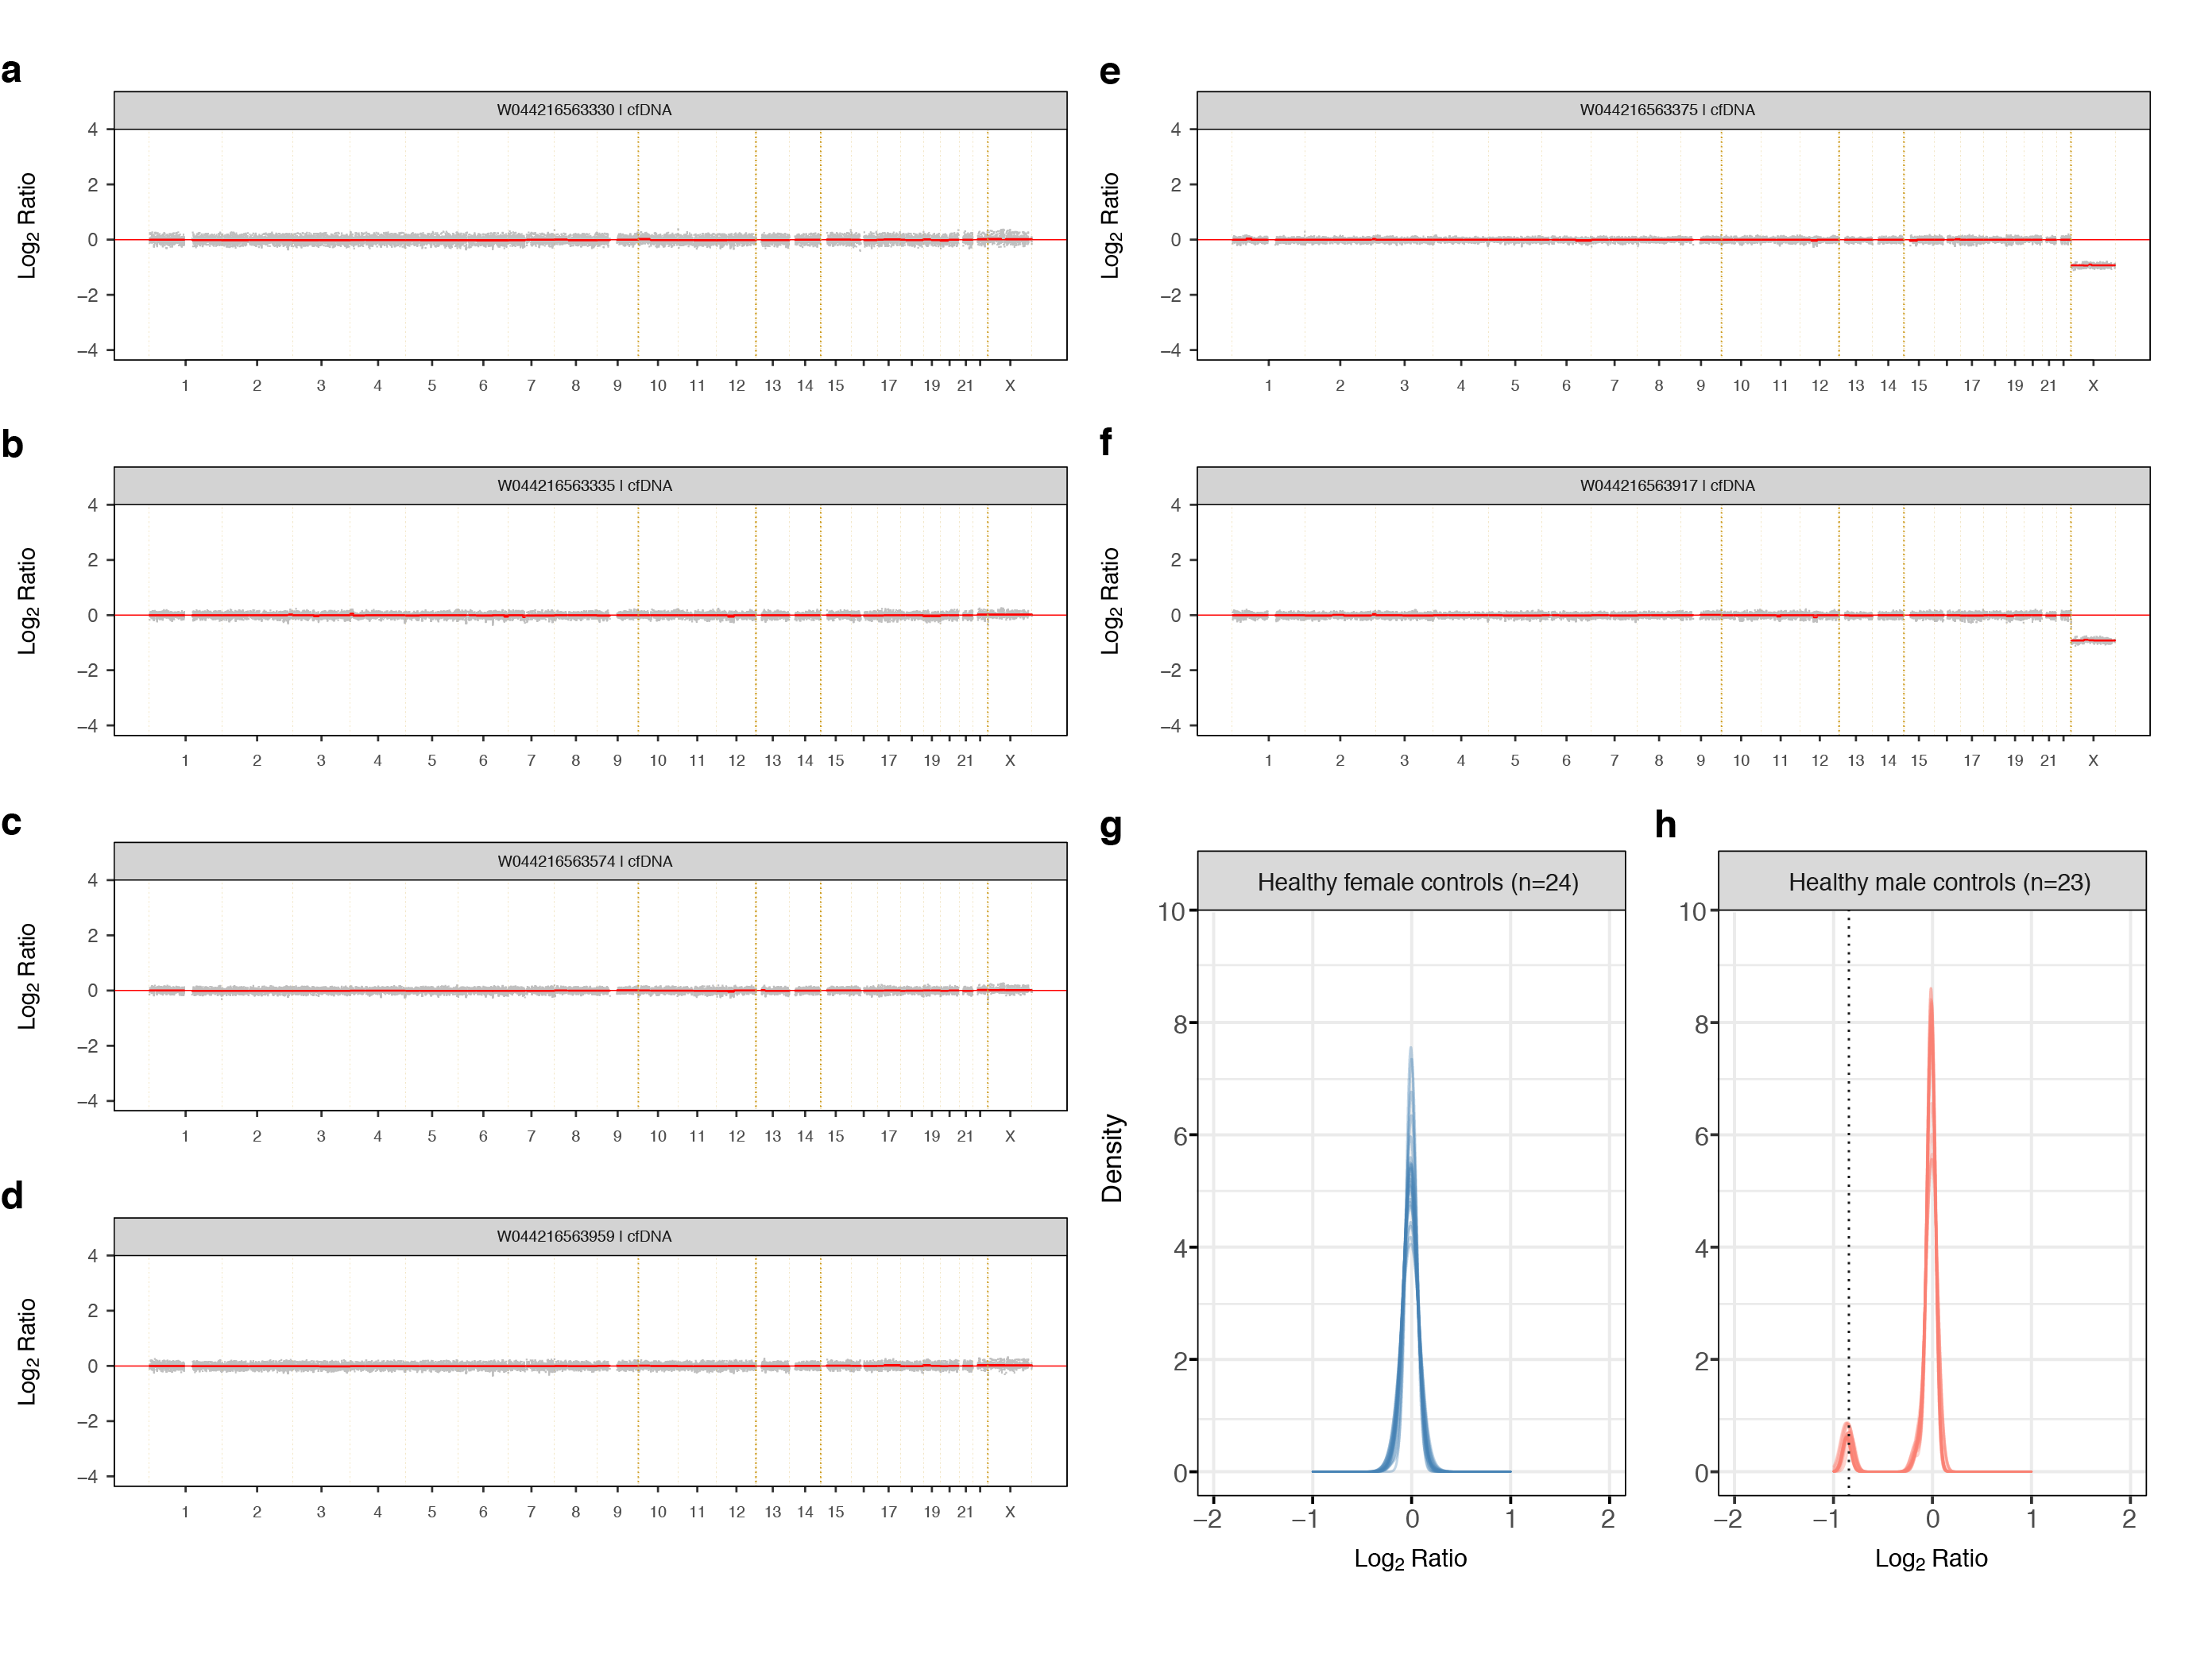 a
W044216563330 | cfDNA
Log2 Ratio
4
2
0
−2
−4
1 2 3 4 5 6 7 8 9 10 11 12 13 14 15 17 19 21 X
b
W044216563335 | cfDNA
Log2 Ratio
4
2
0
−2
−4
1 2 3 4 5 6 7 8 9 10 11 12 13 14 15 17 19 21 X
c
W044216563574 | cfDNA
Log2 Ratio
4
2
0
−2
−4
1 2 3 4 5 6 7 8 9 10 11 12 13 14 15 17 19 21 X
d
W044216563959 | cfDNA
Log2 Ratio
4
2
0
−2
−4
1 2 3 4 5 6 7 8 9 10 11 12 13 14 15 17 19 21 X
e
W044216563375 | cfDNA
Log2 Ratio
4
2
0
−2
−4
1 2 3 4 5 6 7 8 9 10 11 12 13 14 15 17 19 21 X
f
W044216563917 | cfDNA
Log2 Ratio
4
2
0
−2
−4
1 2 3 4 5 6 7 8 9 10 11 12 13 14 15 17 19 21 X
g
Healthy female controls (n=24)
Density
10
8
6
4
2
0
−2 −1 0 1 2
Log2 Ratio
h
Healthy male controls (n=23)
10
8
6
4
2
0
−2 −1 0 1 2
Log2 Ratio